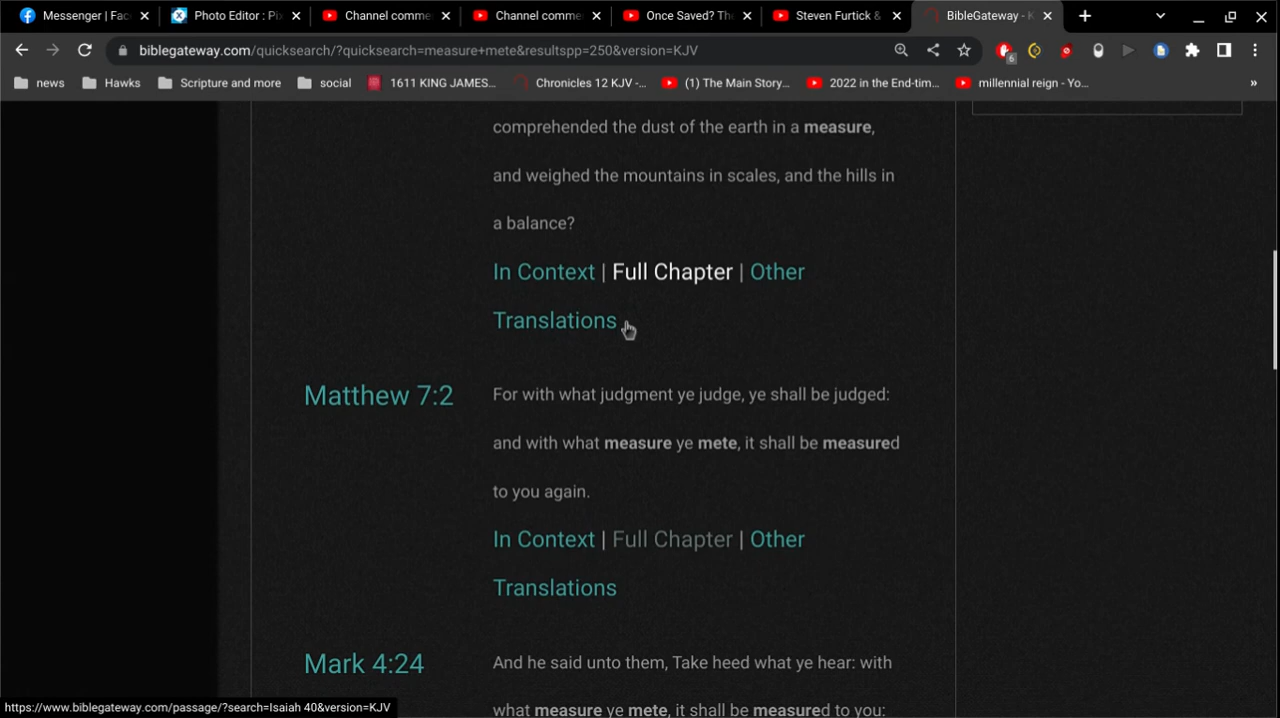 Messenger | Fac
Photo Editor : Pi
Channel comme
Channel comme
Once Saved? The
Steven Furtick &
BibleGateway - K
biblegateway.com/quicksearch/?quicksearch=measure+mete&resultspp=250&version=KJV
6
news
Hawks
Scripture and more
social
1611 KING JAMES...
Chronicles 12 KJV -...
(1) The Main Story...
2022 in the End-tim...
millennial reign - Yo...
»
comprehended the dust of the earth in a measure,
and weighed the mountains in scales, and the hills in
a balance?
In Context | Full Chapter | Other
Translations
Matthew 7:2
For with what judgment ye judge, ye shall be judged:
and with what measure ye mete, it shall be measured
to you again.
In Context | Full Chapter | Other
Translations
Mark 4:24
And he said unto them, Take heed what ye hear: with
what measure ye mete, it shall be measured to you:
https://www.biblegateway.com/passage/?search=Isaiah 40&version=KJV